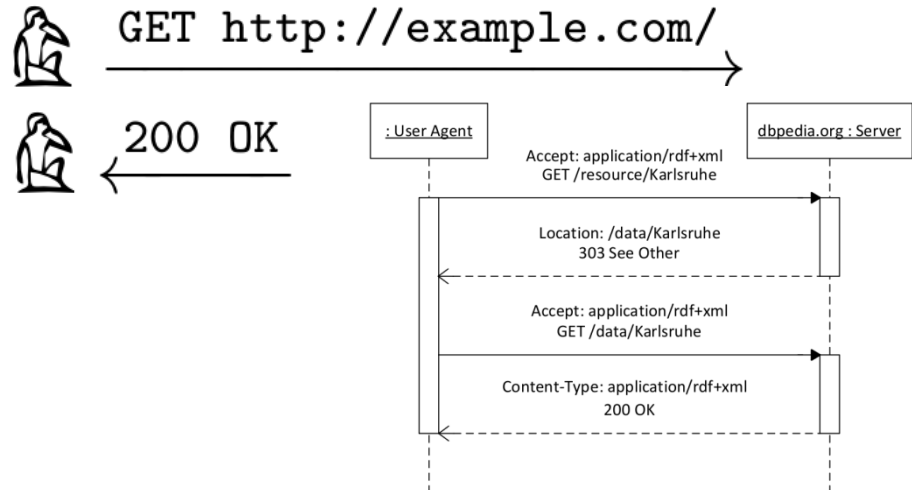 GET http://example.com/
200 OK
: User Agent
dbpedia.org : Server
Accept: application/rdf+xml
GET /resource/Karlsruhe
Location: /data/Karlsruhe
303 See Other
Accept: application/rdf+xml
GET /data/Karlsruhe
Content-Type: application/rdf+xml
200 OK